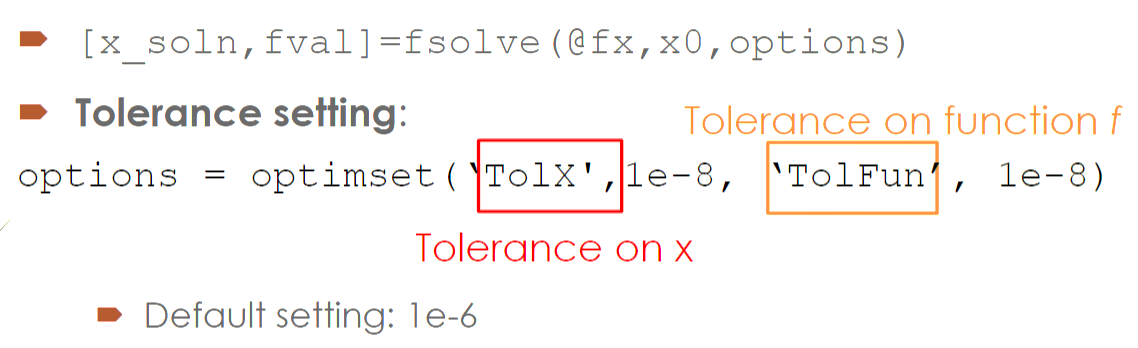 [x_soln,fval]=fsolve(@fx,x0,options)
Tolerance setting:
Tolerance on function f
options = optimset(‘TolX',1e-8, ‘TolFun’, 1e-8)
Tolerance on x
Default setting: 1e-6